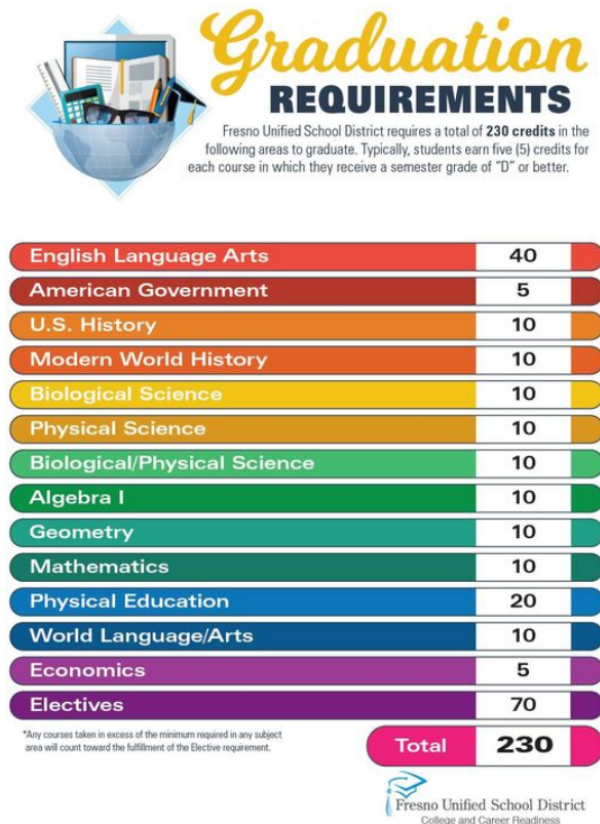 Graduation
REQUIREMENTS
Fresno Unified School District requires a total of 230 credits in the
following areas to graduate. Typically, students earn five (5) credits for
each course in which they receive a semester grade of "D" or better.
English Language Arts 40
American Government 5
U.S. History 10
Modern World History 10
Biological Science 10
Physical Science 10
Biological/Physical Science 10
Algebra I 10
Geometry 10
Mathematics 10
Physical Education 20
World Language/Arts 10
Economics 5
Electives 70
*Any courses taken in excess of the minimum required in any subject
area will count toward the fulfillment of the Elective requirement.
Total 230
Fresno Unified School District
College and Career Readiness